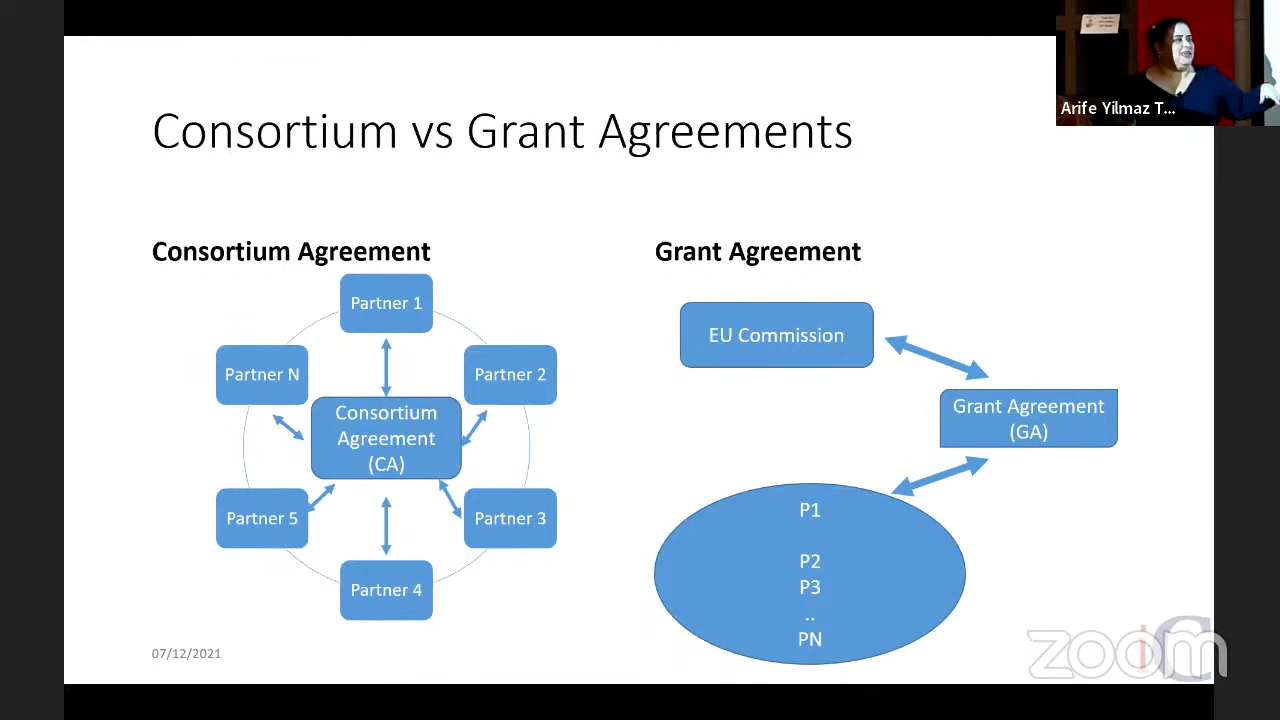 Arife Yilmaz T...
Consortium vs Grant Agreements
Consortium Agreement
Partner 1
Partner N
Partner 2
Consortium
Agreement
(CA)
Partner 5
Partner 3
Partner 4
Grant Agreement
EU Commission
Grant Agreement
(GA)
P1
P2
P3
..
PN
07/12/2021
zoom